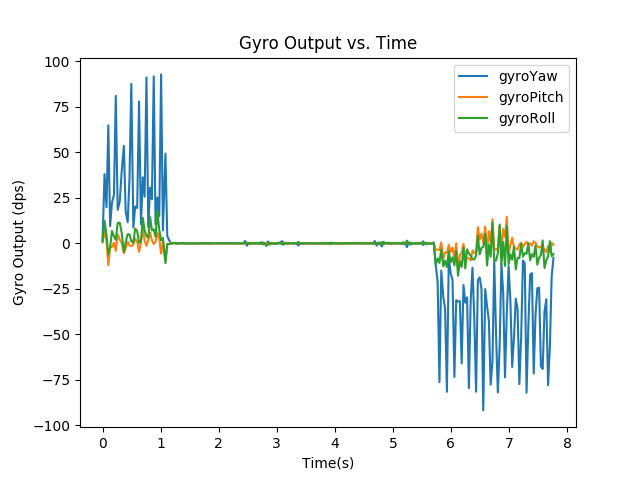 Gyro Output vs. Time
100
75
50
25
0
−25
−50
−75
−100
Gyro Output (dps)
gyroYaw
gyroPitch
gyroRoll
0 1 2 3 4 5 6 7 8
Time(s)